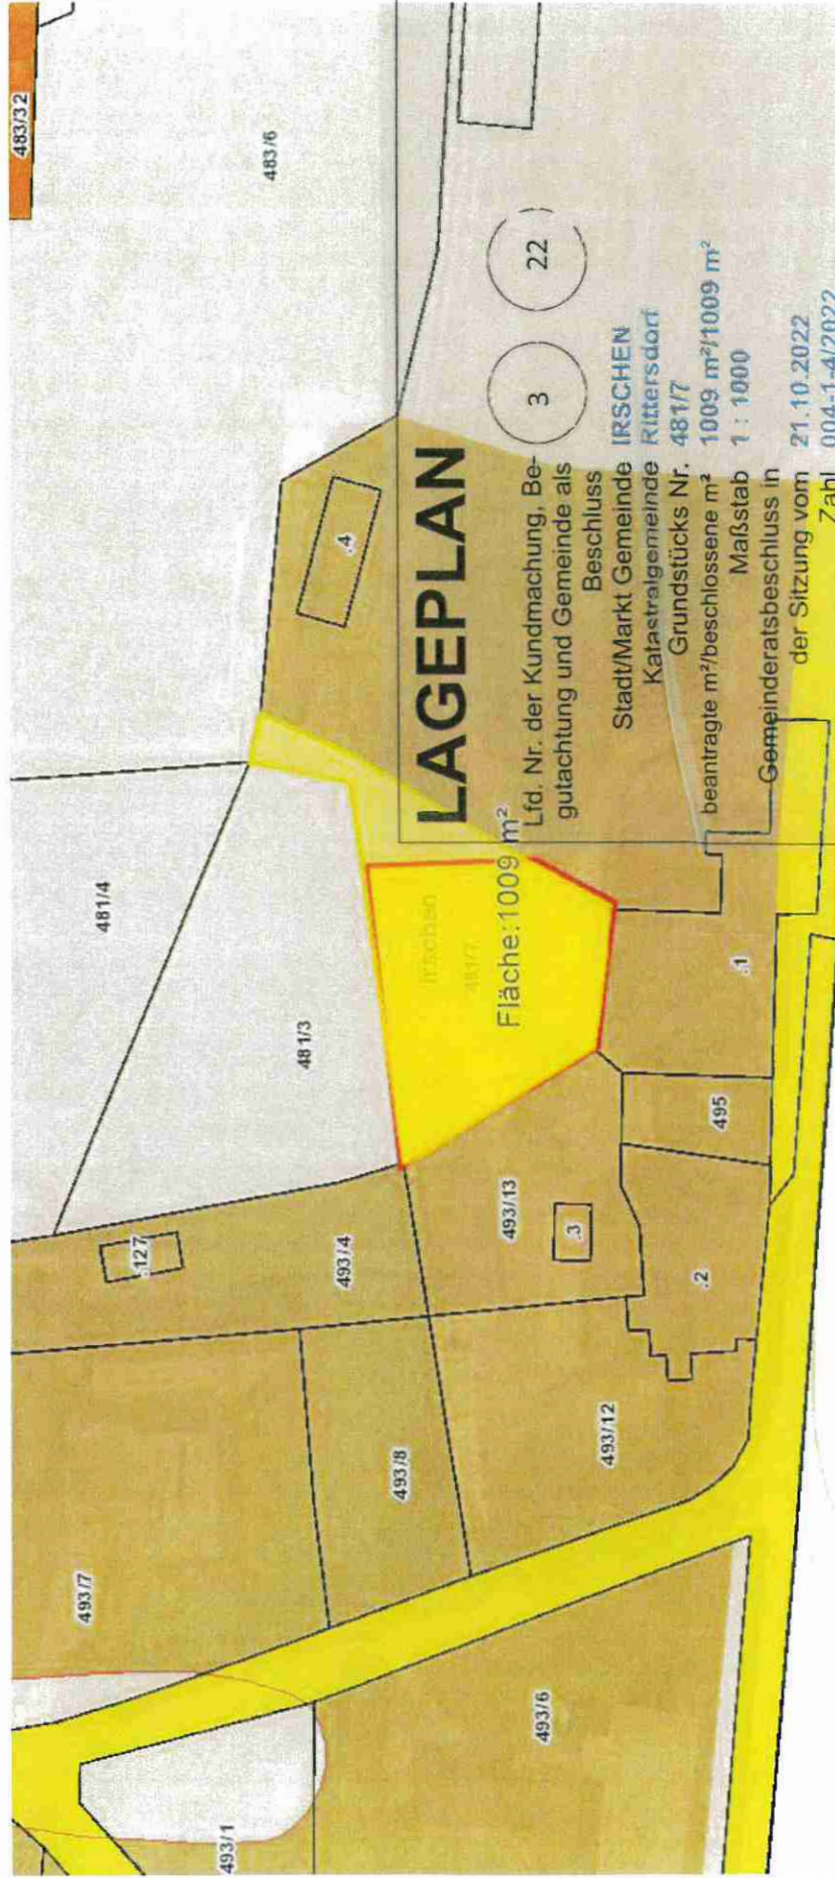 483/32
483/6
481/4
481/3
.4
.127
493/4
493/7
493/8
493/1
493/6
493/12
493/13
.3
.2
495
.1
Irschen
481/7
Fläche:1009 m²
LAGEPLAN
Lfd. Nr. der Kundmachung, Be- 3 22
gutachtung und Gemeinde als
Beschluss
Stadt/Markt Gemeinde IRSCHEN
Katastralgemeinde Rittersdorf
Grundstücks Nr. 481/7
beantragte m²/beschlossene m² 1009 m²/1009 m²
Maßstab 1 : 1000
Gemeinderatsbeschluss in
der Sitzung vom 21.10.2022
Zahl 004-1-4/2022